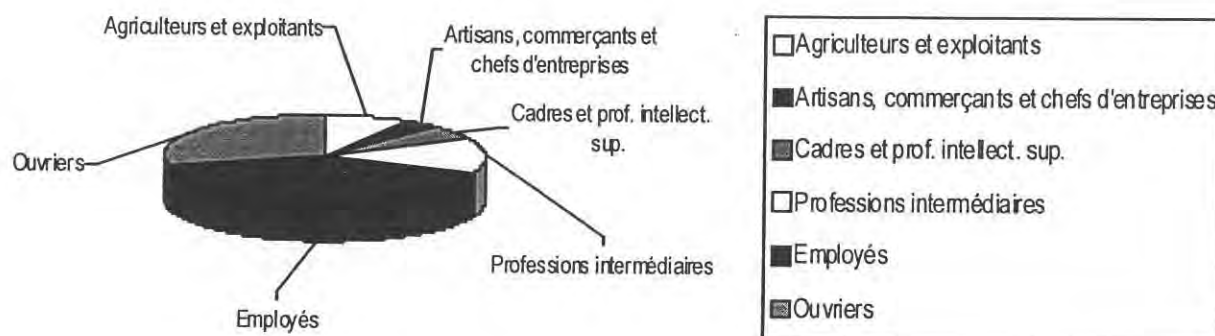 Agriculteurs et exploitants
Artisans, commerçants et
chefs d'entreprises
Cadres et prof. intellect.
sup.
Ouvriers
Professions intermédiaires
Employés
Agriculteurs et exploitants
Artisans, commerçants et chefs d'entreprises
Cadres et prof. intellect. sup.
Professions intermédiaires
Employés
Ouvriers